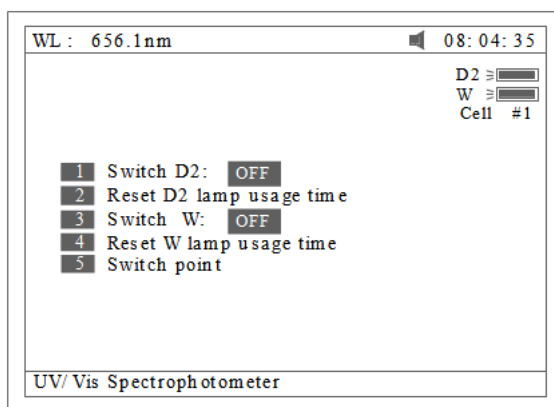 WL: 656.1nm 08:04:35
D2
W
Cell #1
1 Switch D2: OFF
2 Reset D2 lamp usage time
3 Switch W: OFF
4 Reset W lamp usage time
5 Switch point
UV/Vis Spectrophotometer